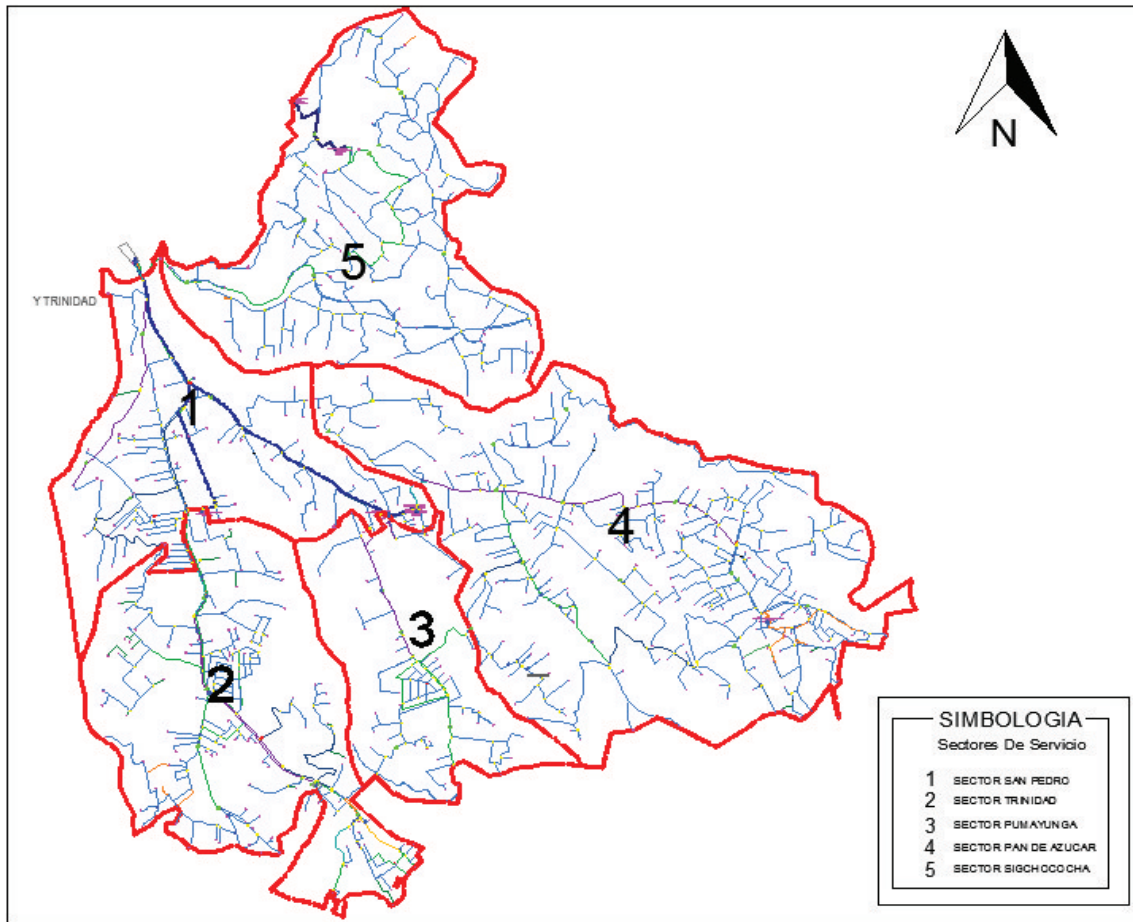 N
5
Y TRINIDAD
1
4
3
2
SIMBOLOGIA
Sectores De Servicio
1 SECTOR SAN PEDRO
2 SECTOR TRINIDAD
3 SECTOR PUMAYUNGA
4 SECTOR PAN DE AZUCAR
5 SECTOR SIGCHOCOCHA